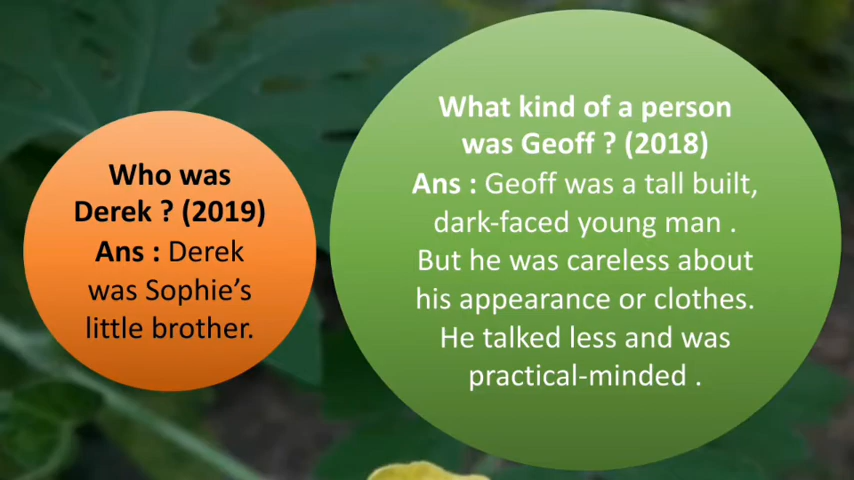 Who was
Derek ? (2019)
Ans : Derek
was Sophie’s
little brother.
What kind of a person
was Geoff ? (2018)
Ans : Geoff was a tall built,
dark-faced young man .
But he was careless about
his appearance or clothes.
He talked less and was
practical-minded .